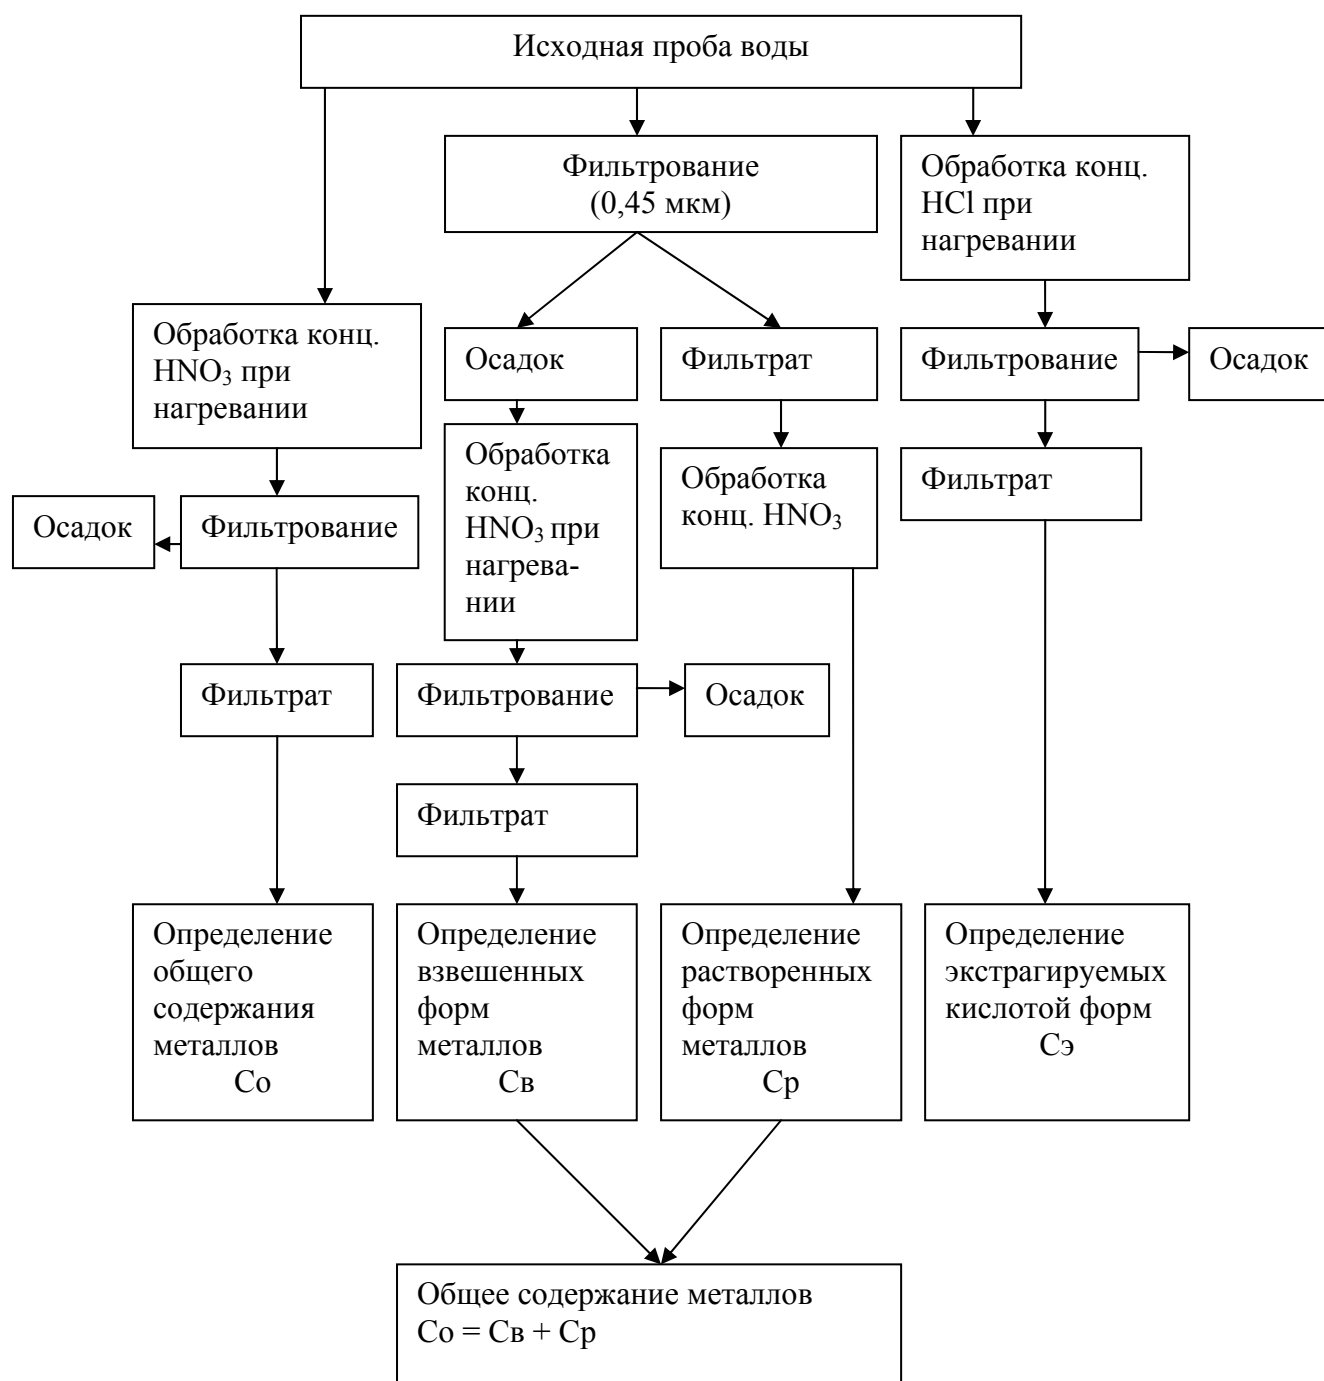 Исходная проба воды
Фильтрование
(0,45 мкм)
Обработка конц.
HCl при
нагревании
Обработка конц.
HNO₃ при
нагревании
Осадок
Фильтрат
Фильтрование
Осадок
Обработка
конц.
HNO₃ при
нагрева-
нии
Обработка
конц. HNO₃
Фильтрат
Осадок
Фильтрование
Фильтрат
Фильтрование
Осадок
Фильтрат
Определение
общего
содержания
металлов
Со
Определение
взвешенных
форм
металлов
Св
Определение
растворенных
форм
металлов
Ср
Определение
экстрагируемых
кислотой форм
Сэ
Общее содержание металлов
Со = Св + Ср